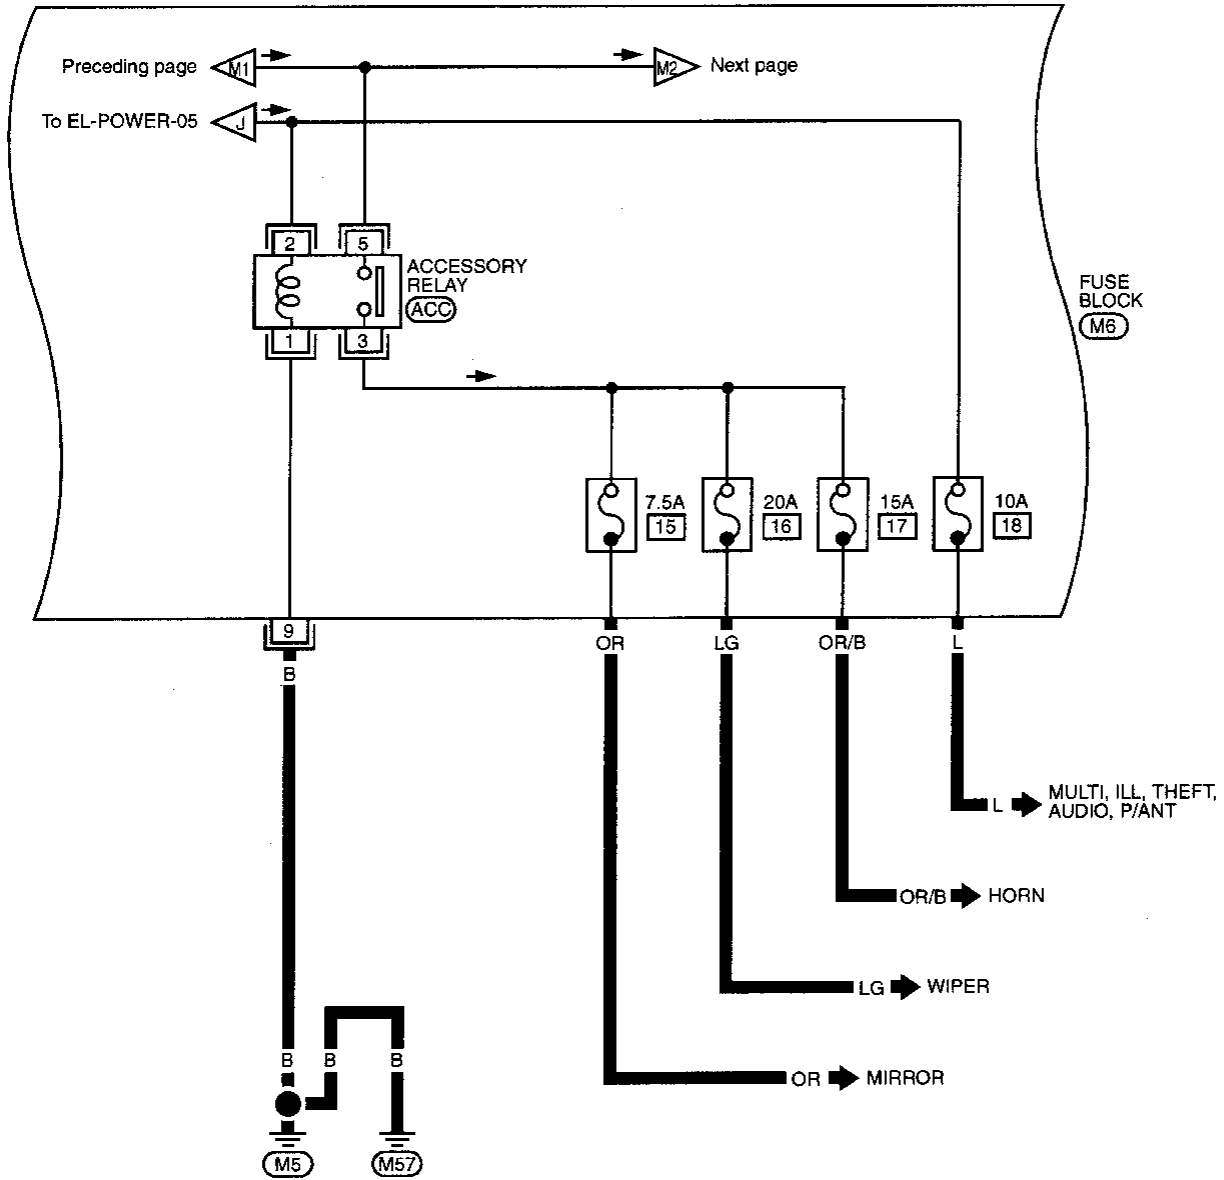 Preceding page
M1
M2
Next page
To EL-POWER-05
J
2
5
ACCESSORY
RELAY
ACC
1
3
FUSE
BLOCK
M6
7.5A
15
20A
16
15A
17
10A
18
9
B
OR
LG
OR/B
L
L
MULTI, ILL, THEFT,
AUDIO, P/ANT
OR/B
HORN
LG
WIPER
B
B
B
OR
MIRROR
M5
M57